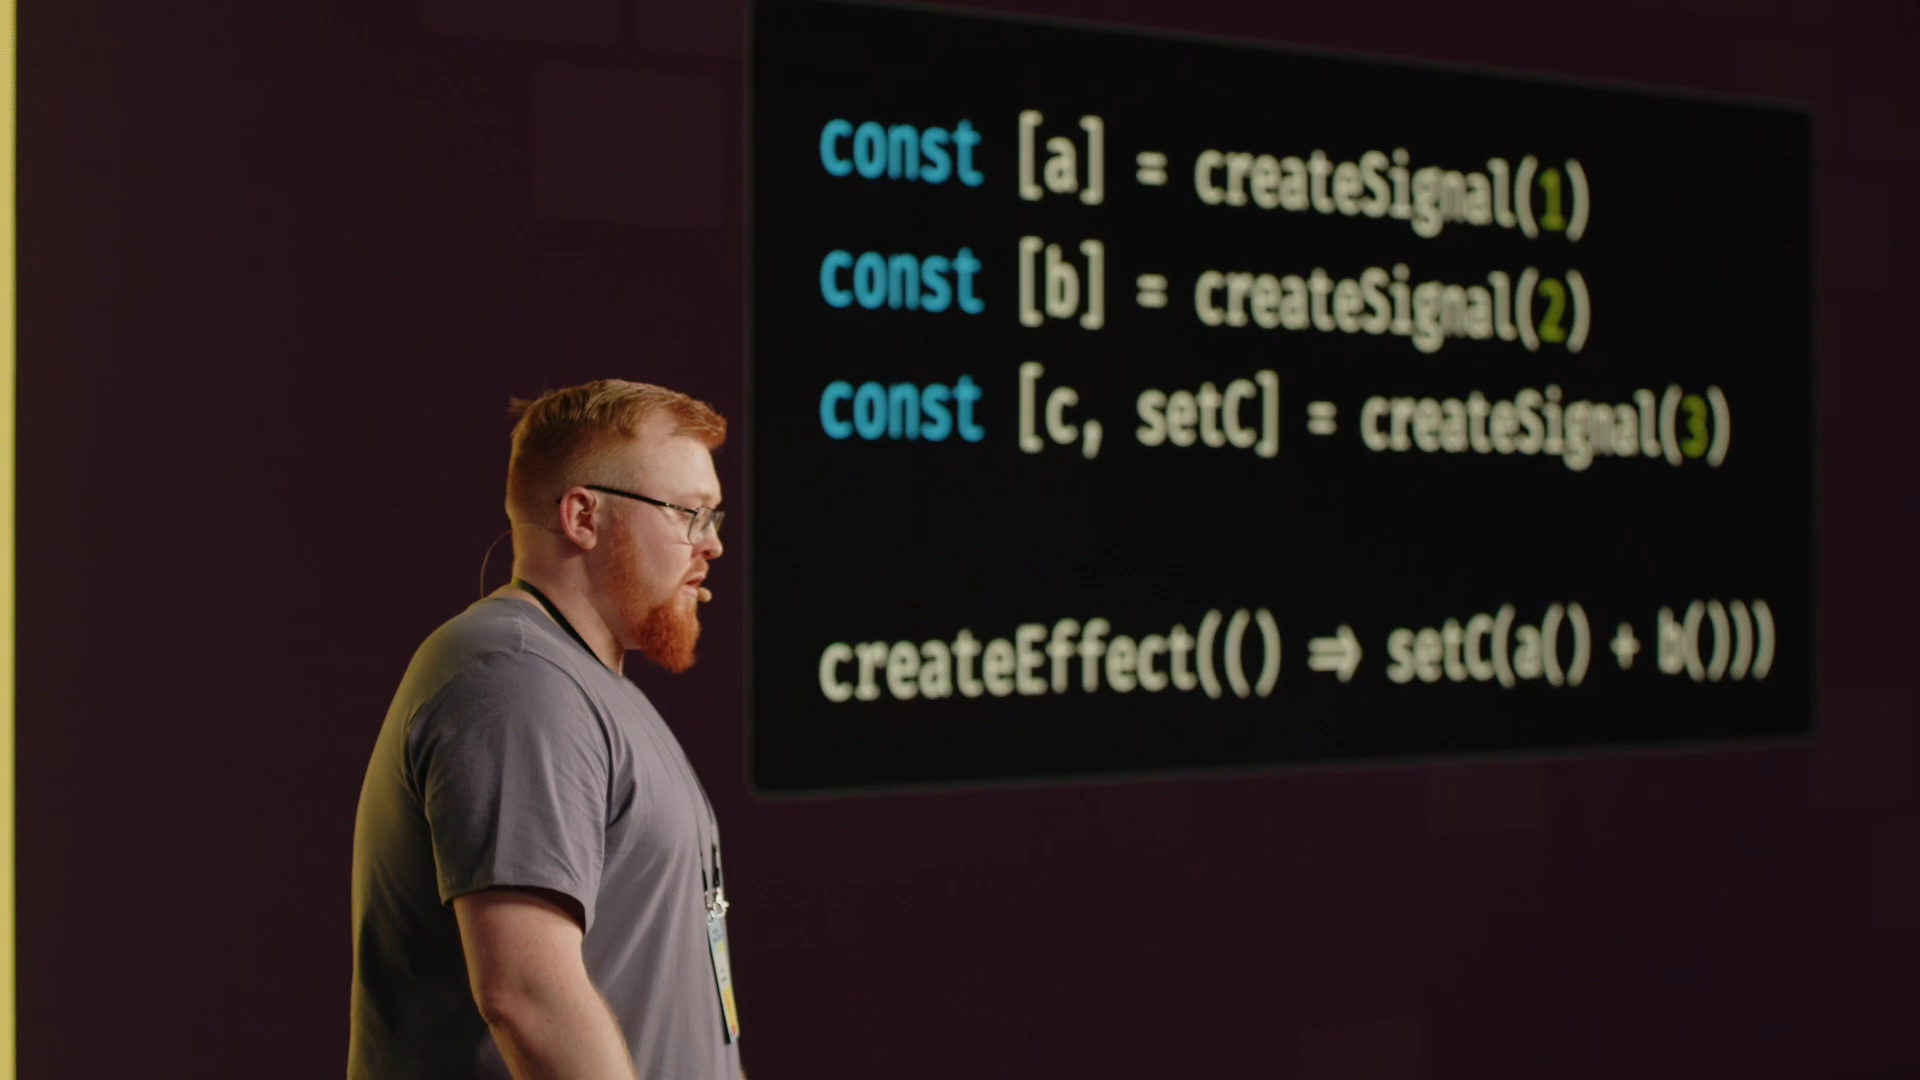 const [a] = createSignal(1)
const [b] = createSignal(2)
const [c, setC] = createSignal(3)
createEffect(() ⇒ setC(a() + b()))